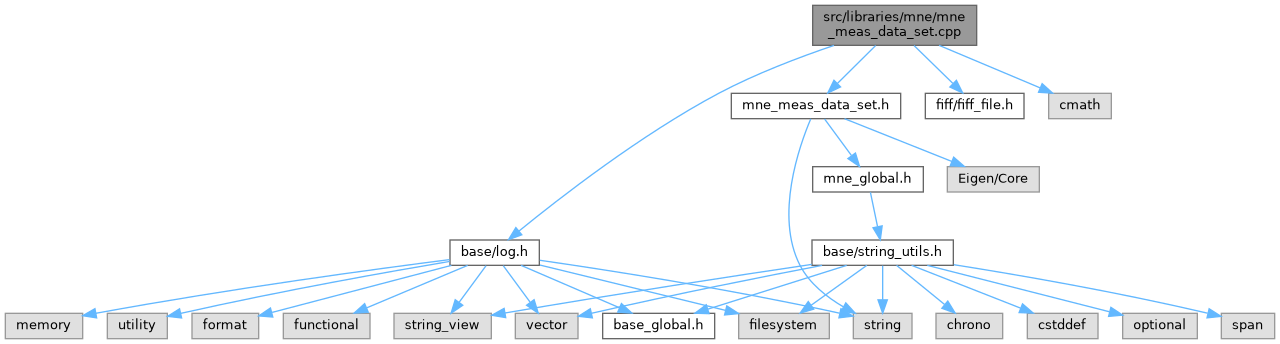 src/libraries/mne/mne
_meas_data_set.cpp
mne_meas_data_set.h
fiff/fiff_file.h
cmath
mne_global.h
Eigen/Core
base/log.h
base/string_utils.h
memory
utility
format
functional
string_view
vector
base_global.h
filesystem
string
chrono
cstddef
optional
span